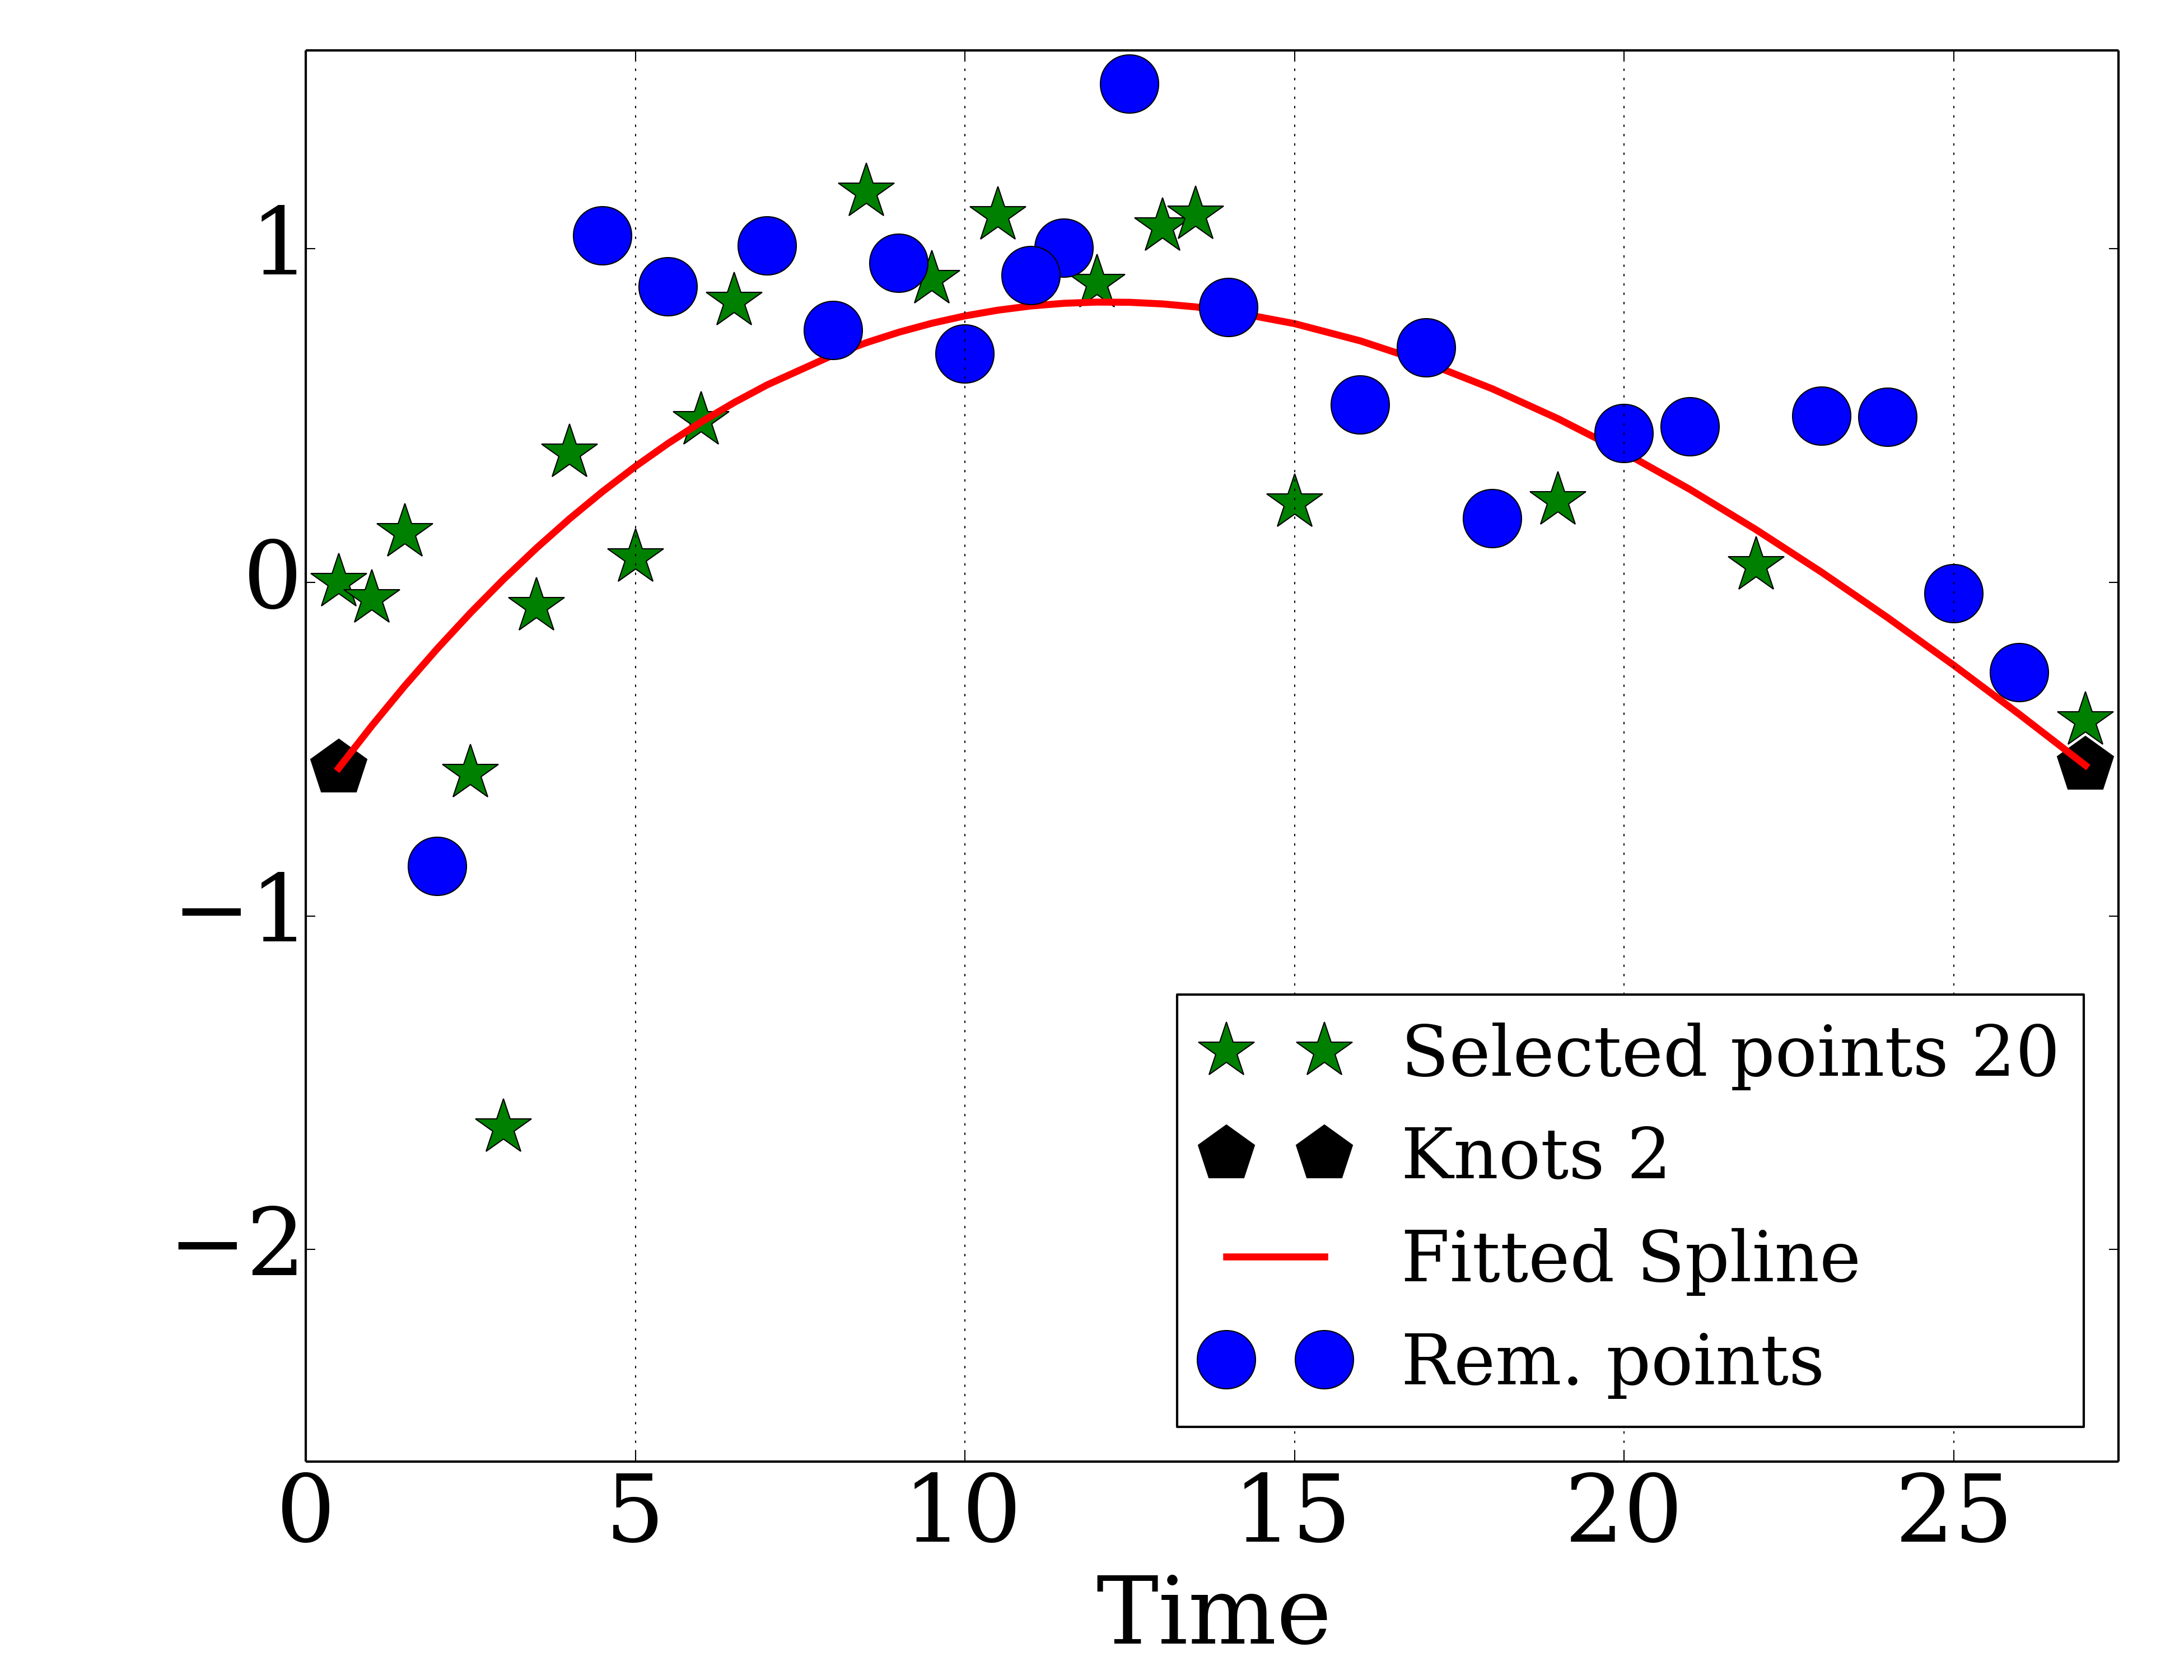 1
0
−1
−2
Selected points 20
Knots 2
Fitted Spline
Rem. points
0 5 10 15 20 25
Time